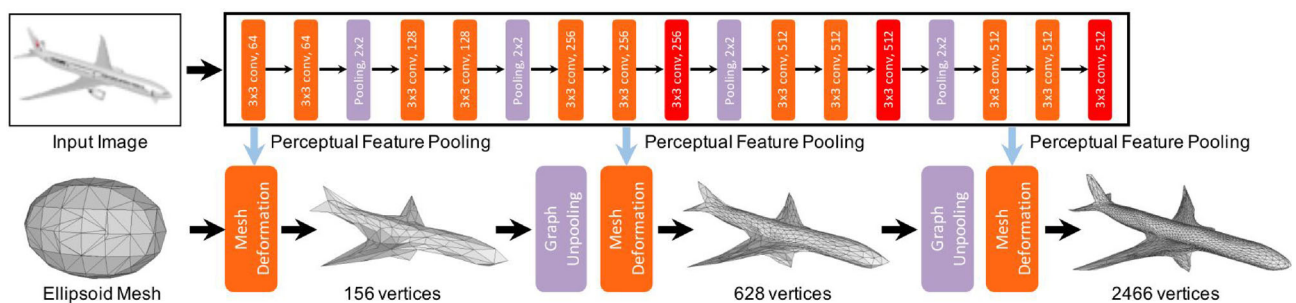 3x3 conv, 64
3x3 conv, 64
Pooling, 2x2
3x3 conv, 128
3x3 conv, 128
Pooling, 2x2
3x3 conv, 256
3x3 conv, 256
3x3 conv, 256
Pooling, 2x2
3x3 conv, 512
3x3 conv, 512
3x3 conv, 512
Pooling, 2x2
3x3 conv, 512
3x3 conv, 512
3x3 conv, 512
Input Image
Perceptual Feature Pooling
Perceptual Feature Pooling
Perceptual Feature Pooling
Mesh
Deformation
Graph
Unpooling
Mesh
Deformation
Graph
Unpooling
Mesh
Deformation
Ellipsoid Mesh
156 vertices
628 vertices
2466 vertices